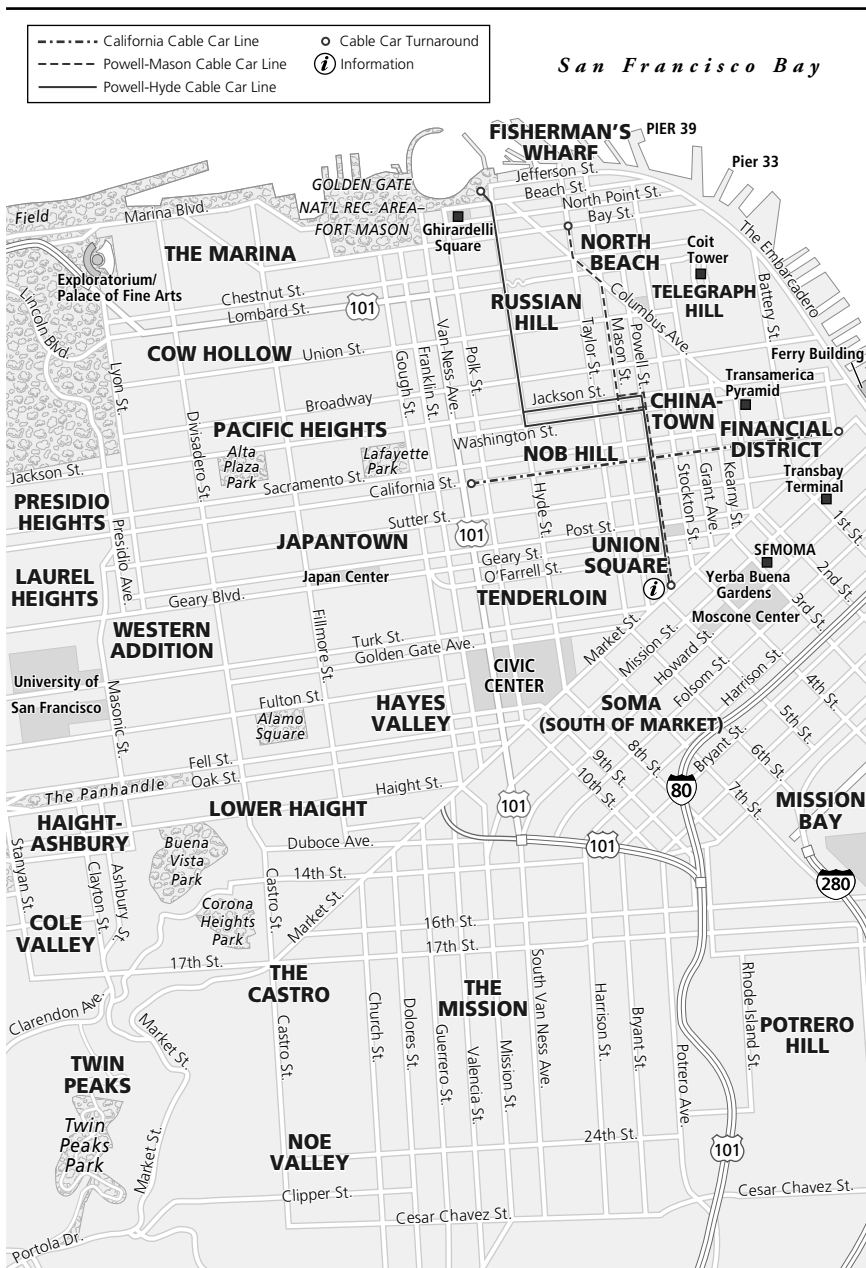 California Cable Car Line
Powell-Mason Cable Car Line
Powell-Hyde Cable Car Line
Cable Car Turnaround
i Information
San Francisco Bay
FISHERMAN'S
WHARF
PIER 39
Pier 33
Jefferson St.
Beach St.
North Point St.
Bay St.
GOLDEN GATE
NAT'L REC. AREA–
FORT MASON
Ghirardelli
Square
Field
Marina Blvd.
THE MARINA
NORTH
BEACH
Coit
Tower
The Embarcadero
Exploratorium/
Palace of Fine Arts
Chestnut St.
Lombard St.
101
RUSSIAN
HILL
TELEGRAPH
HILL
Columbus Ave.
Battery St.
Lincoln Blvd.
COW HOLLOW
Union St.
Gough St.
Franklin St.
Van Ness Ave.
Polk St.
Taylor St.
Mason St.
Powell St.
Ferry Building
Transamerica
Pyramid
Lyon St.
Divisadero St.
Broadway
Jackson St.
CHINA-
TOWN
PACIFIC HEIGHTS
Washington St.
FINANCIAL
DISTRICT
Alta
Plaza
Park
Lafayette
Park
NOB HILL
Jackson St.
Sacramento St.
California St.
Transbay
Terminal
PRESIDIO
HEIGHTS
Presidio Ave.
Sutter St.
101
Hyde St.
Post St.
Stockton St.
Grant Ave.
Kearny St.
1st St.
JAPANTOWN
Geary St.
O'Farrell St.
UNION
SQUARE
i
SFMOMA
2nd St.
LAUREL
HEIGHTS
Japan Center
Geary Blvd.
TENDERLOIN
Yerba Buena
Gardens
3rd St.
Moscone Center
WESTERN
ADDITION
Fillmore St.
Turk St.
Golden Gate Ave.
Market St.
Mission St.
Howard St.
Folsom St.
Harrison St.
4th St.
University of
San Francisco
Masonic St.
CIVIC
CENTER
Fulton St.
Alamo
Square
HAYES
VALLEY
SOMA
(SOUTH OF MARKET)
5th St.
Bryant St.
6th St.
7th St.
8th St.
9th St.
10th St.
80
Fell St.
Oak St.
The Panhandle
Haight St.
101
LOWER HAIGHT
MISSION
BAY
HAIGHT-
ASHBURY
Buena
Vista
Park
Duboce Ave.
101
280
Stanyan St.
Clayton St.
Ashbury St.
14th St.
Castro St.
Market St.
COLE
VALLEY
Corona
Heights
Park
16th St.
17th St.
17th St.
THE
CASTRO
THE
MISSION
Clarendon Ave.
Market St.
Castro St.
Church St.
Dolores St.
Guerrero St.
Valencia St.
Mission St.
South Van Ness Ave.
Harrison St.
Bryant St.
Potrero Ave.
Rhode Island St.
POTRERO
HILL
TWIN
PEAKS
Twin
Peaks
Park
Market St.
NOE
VALLEY
24th St.
101
Clipper St.
Cesar Chavez St.
Cesar Chavez St.
Portola Dr.